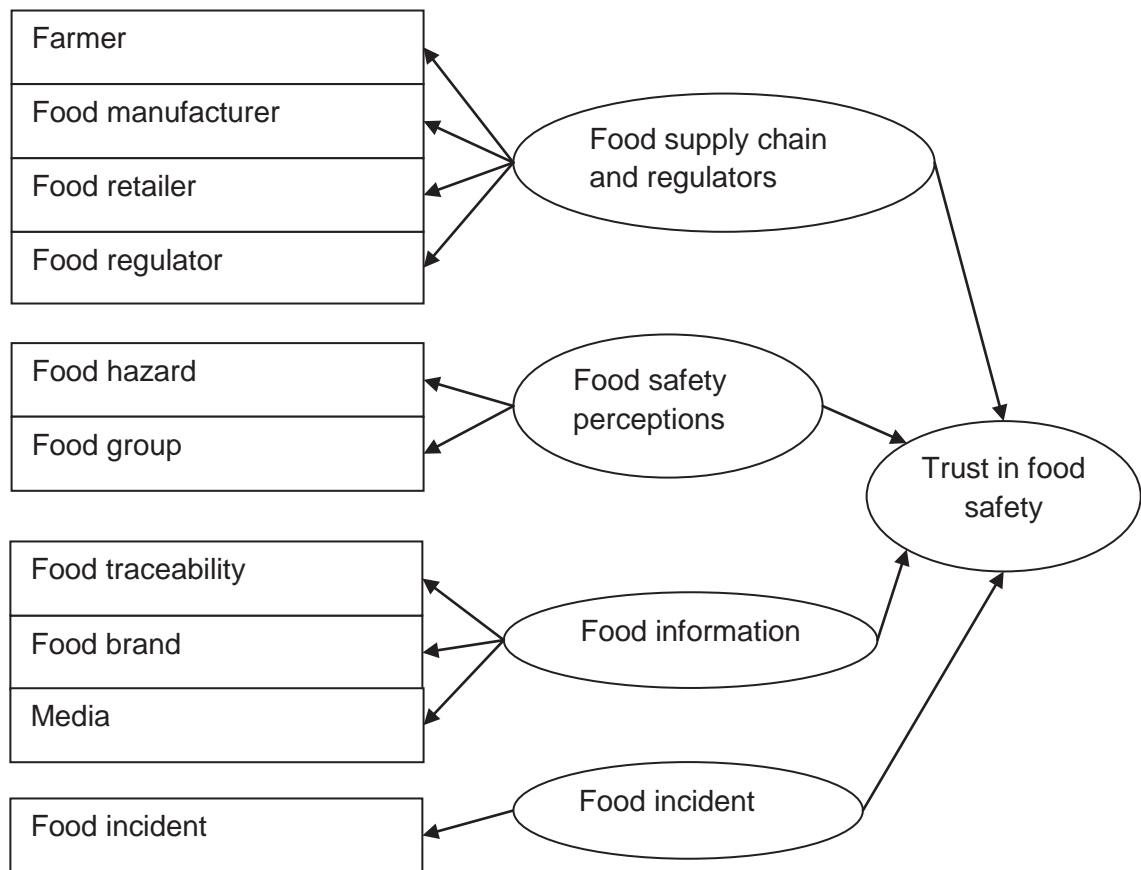 Farmer
Food manufacturer
Food retailer
Food regulator
Food supply chain
and regulators
Food hazard
Food group
Food safety
perceptions
Trust in food
safety
Food traceability
Food brand
Media
Food information
Food incident
Food incident